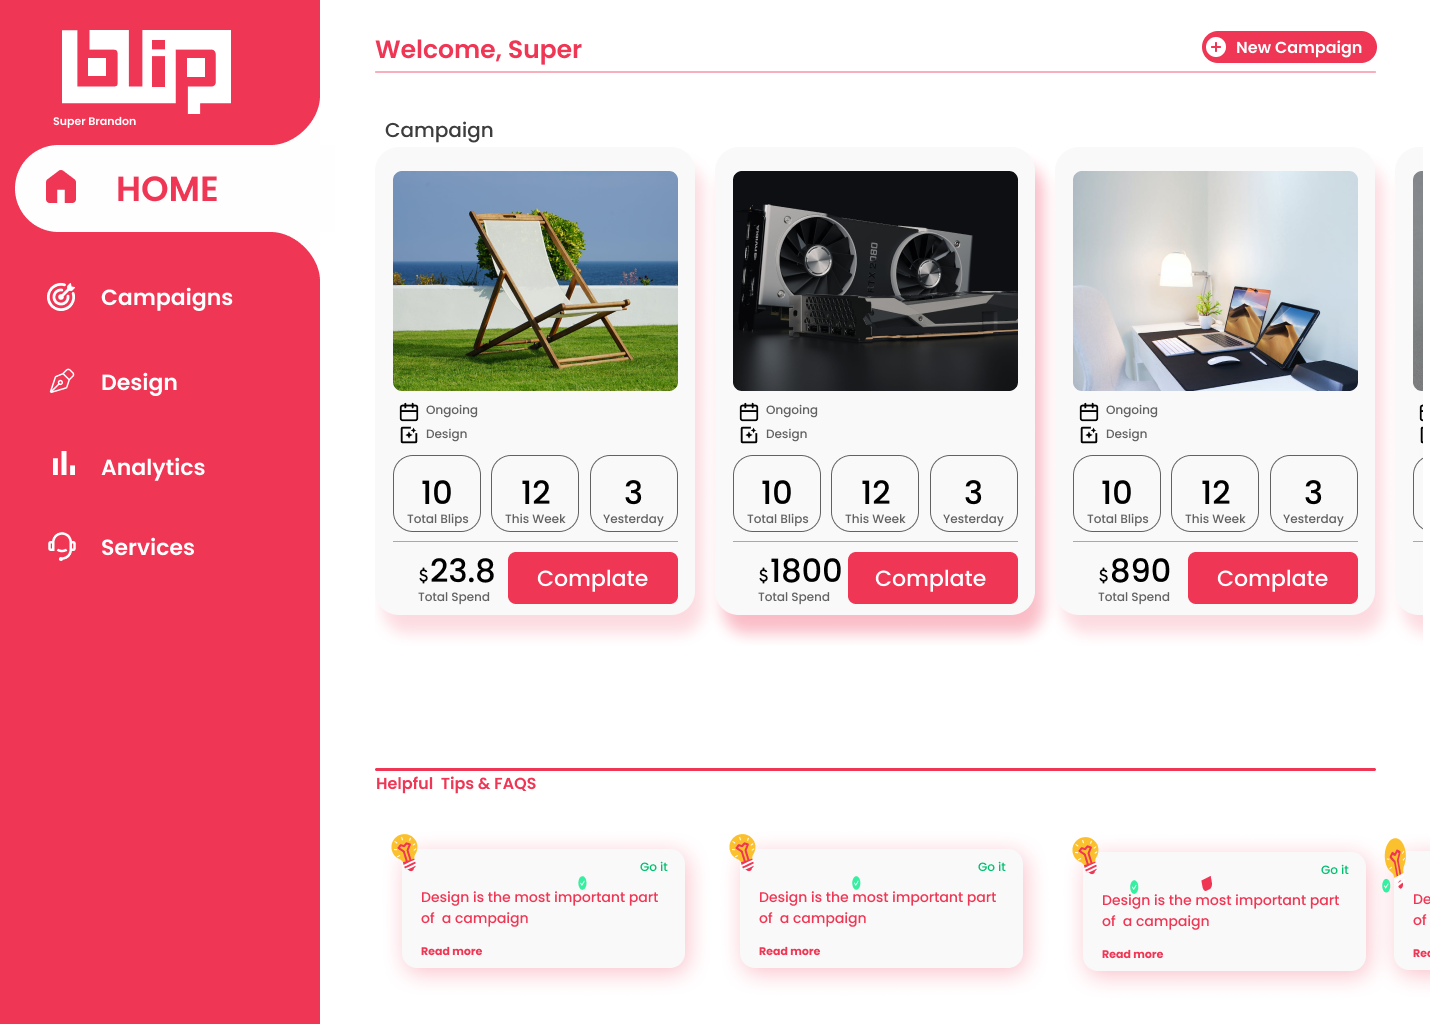 blip
Super Brandon
HOME
Campaigns
Design
Analytics
Services
Welcome, Super
New Campaign
Campaign
Ongoing
Design
10
Total Blips
12
This Week
3
Yesterday
$23.8
Total Spend
Complate
Ongoing
Design
10
Total Blips
12
This Week
3
Yesterday
$1800
Total Spend
Complate
Ongoing
Design
10
Total Blips
12
This Week
3
Yesterday
$890
Total Spend
Complate
Helpful Tips & FAQS
Go it
Design is the most important part
of a campaign
Read more
Go it
Design is the most important part
of a campaign
Read more
Go it
Design is the most important part
of a campaign
Read more
De
of
Rea